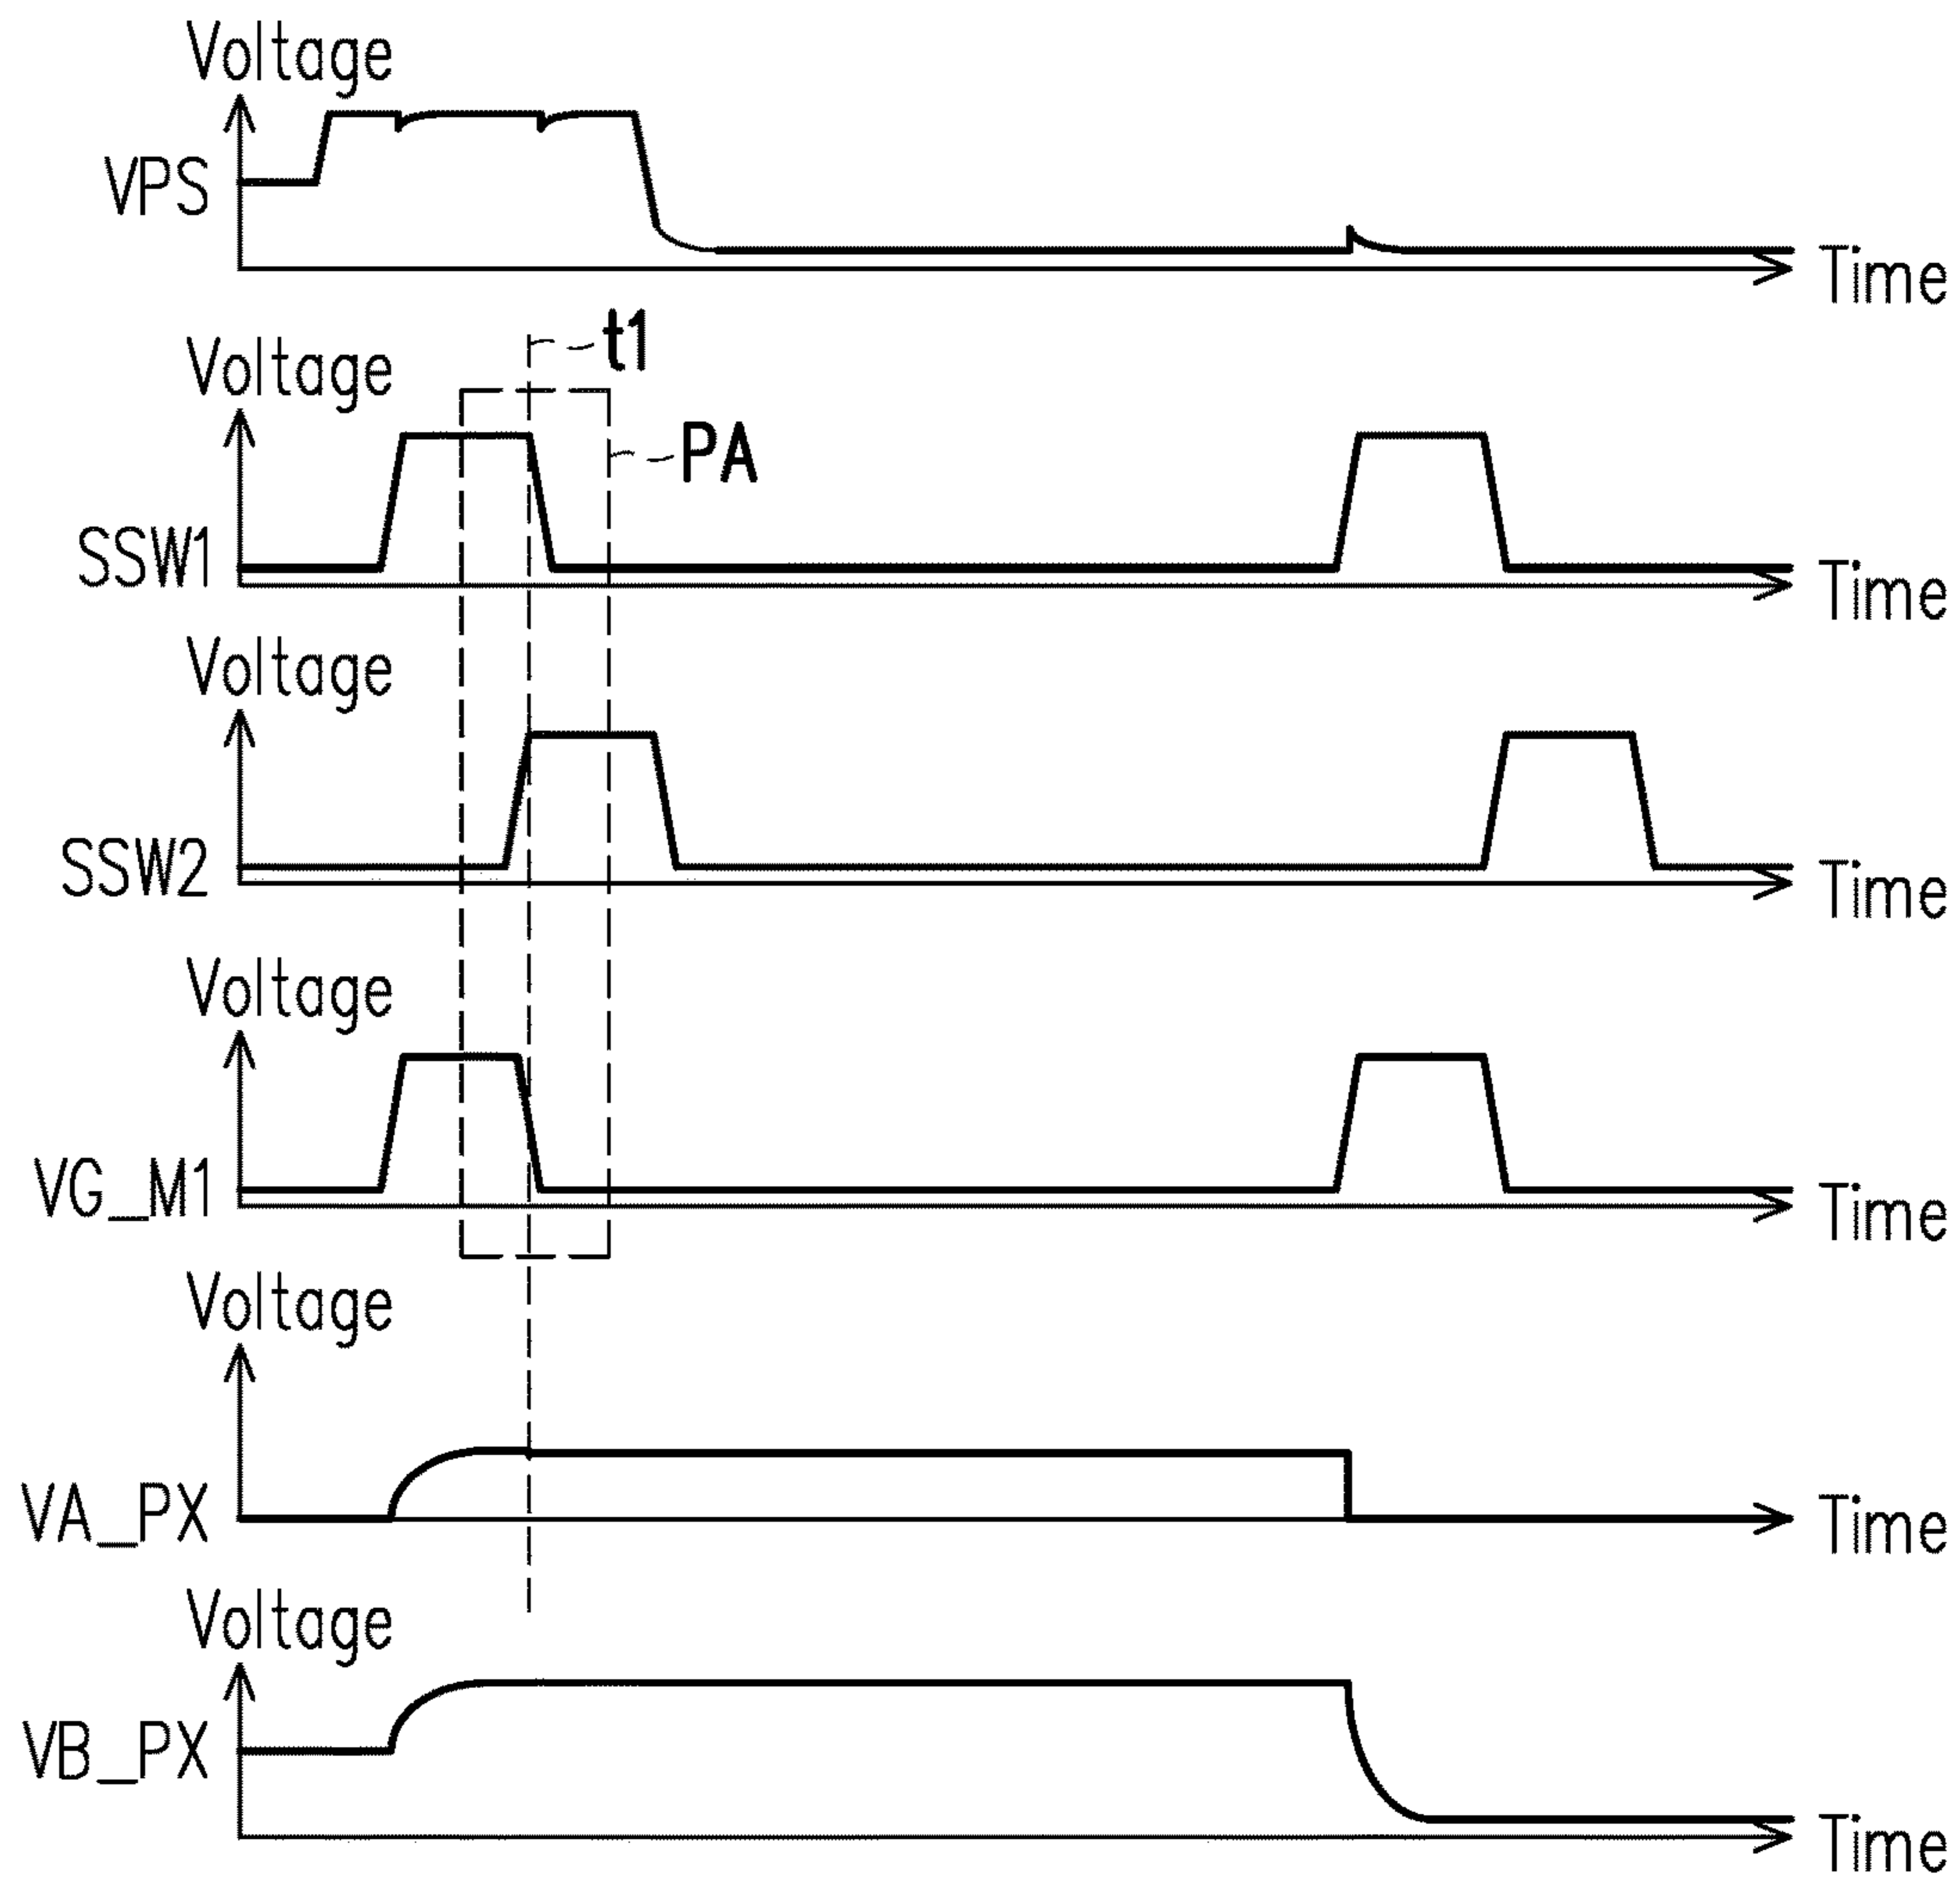 Voltage
VPS
Time
t1
Voltage
PA
SSW1
Time
Voltage
SSW2
Time
Voltage
VG_M1
Time
Voltage
VA_PX
Time
Voltage
VB_PX
Time